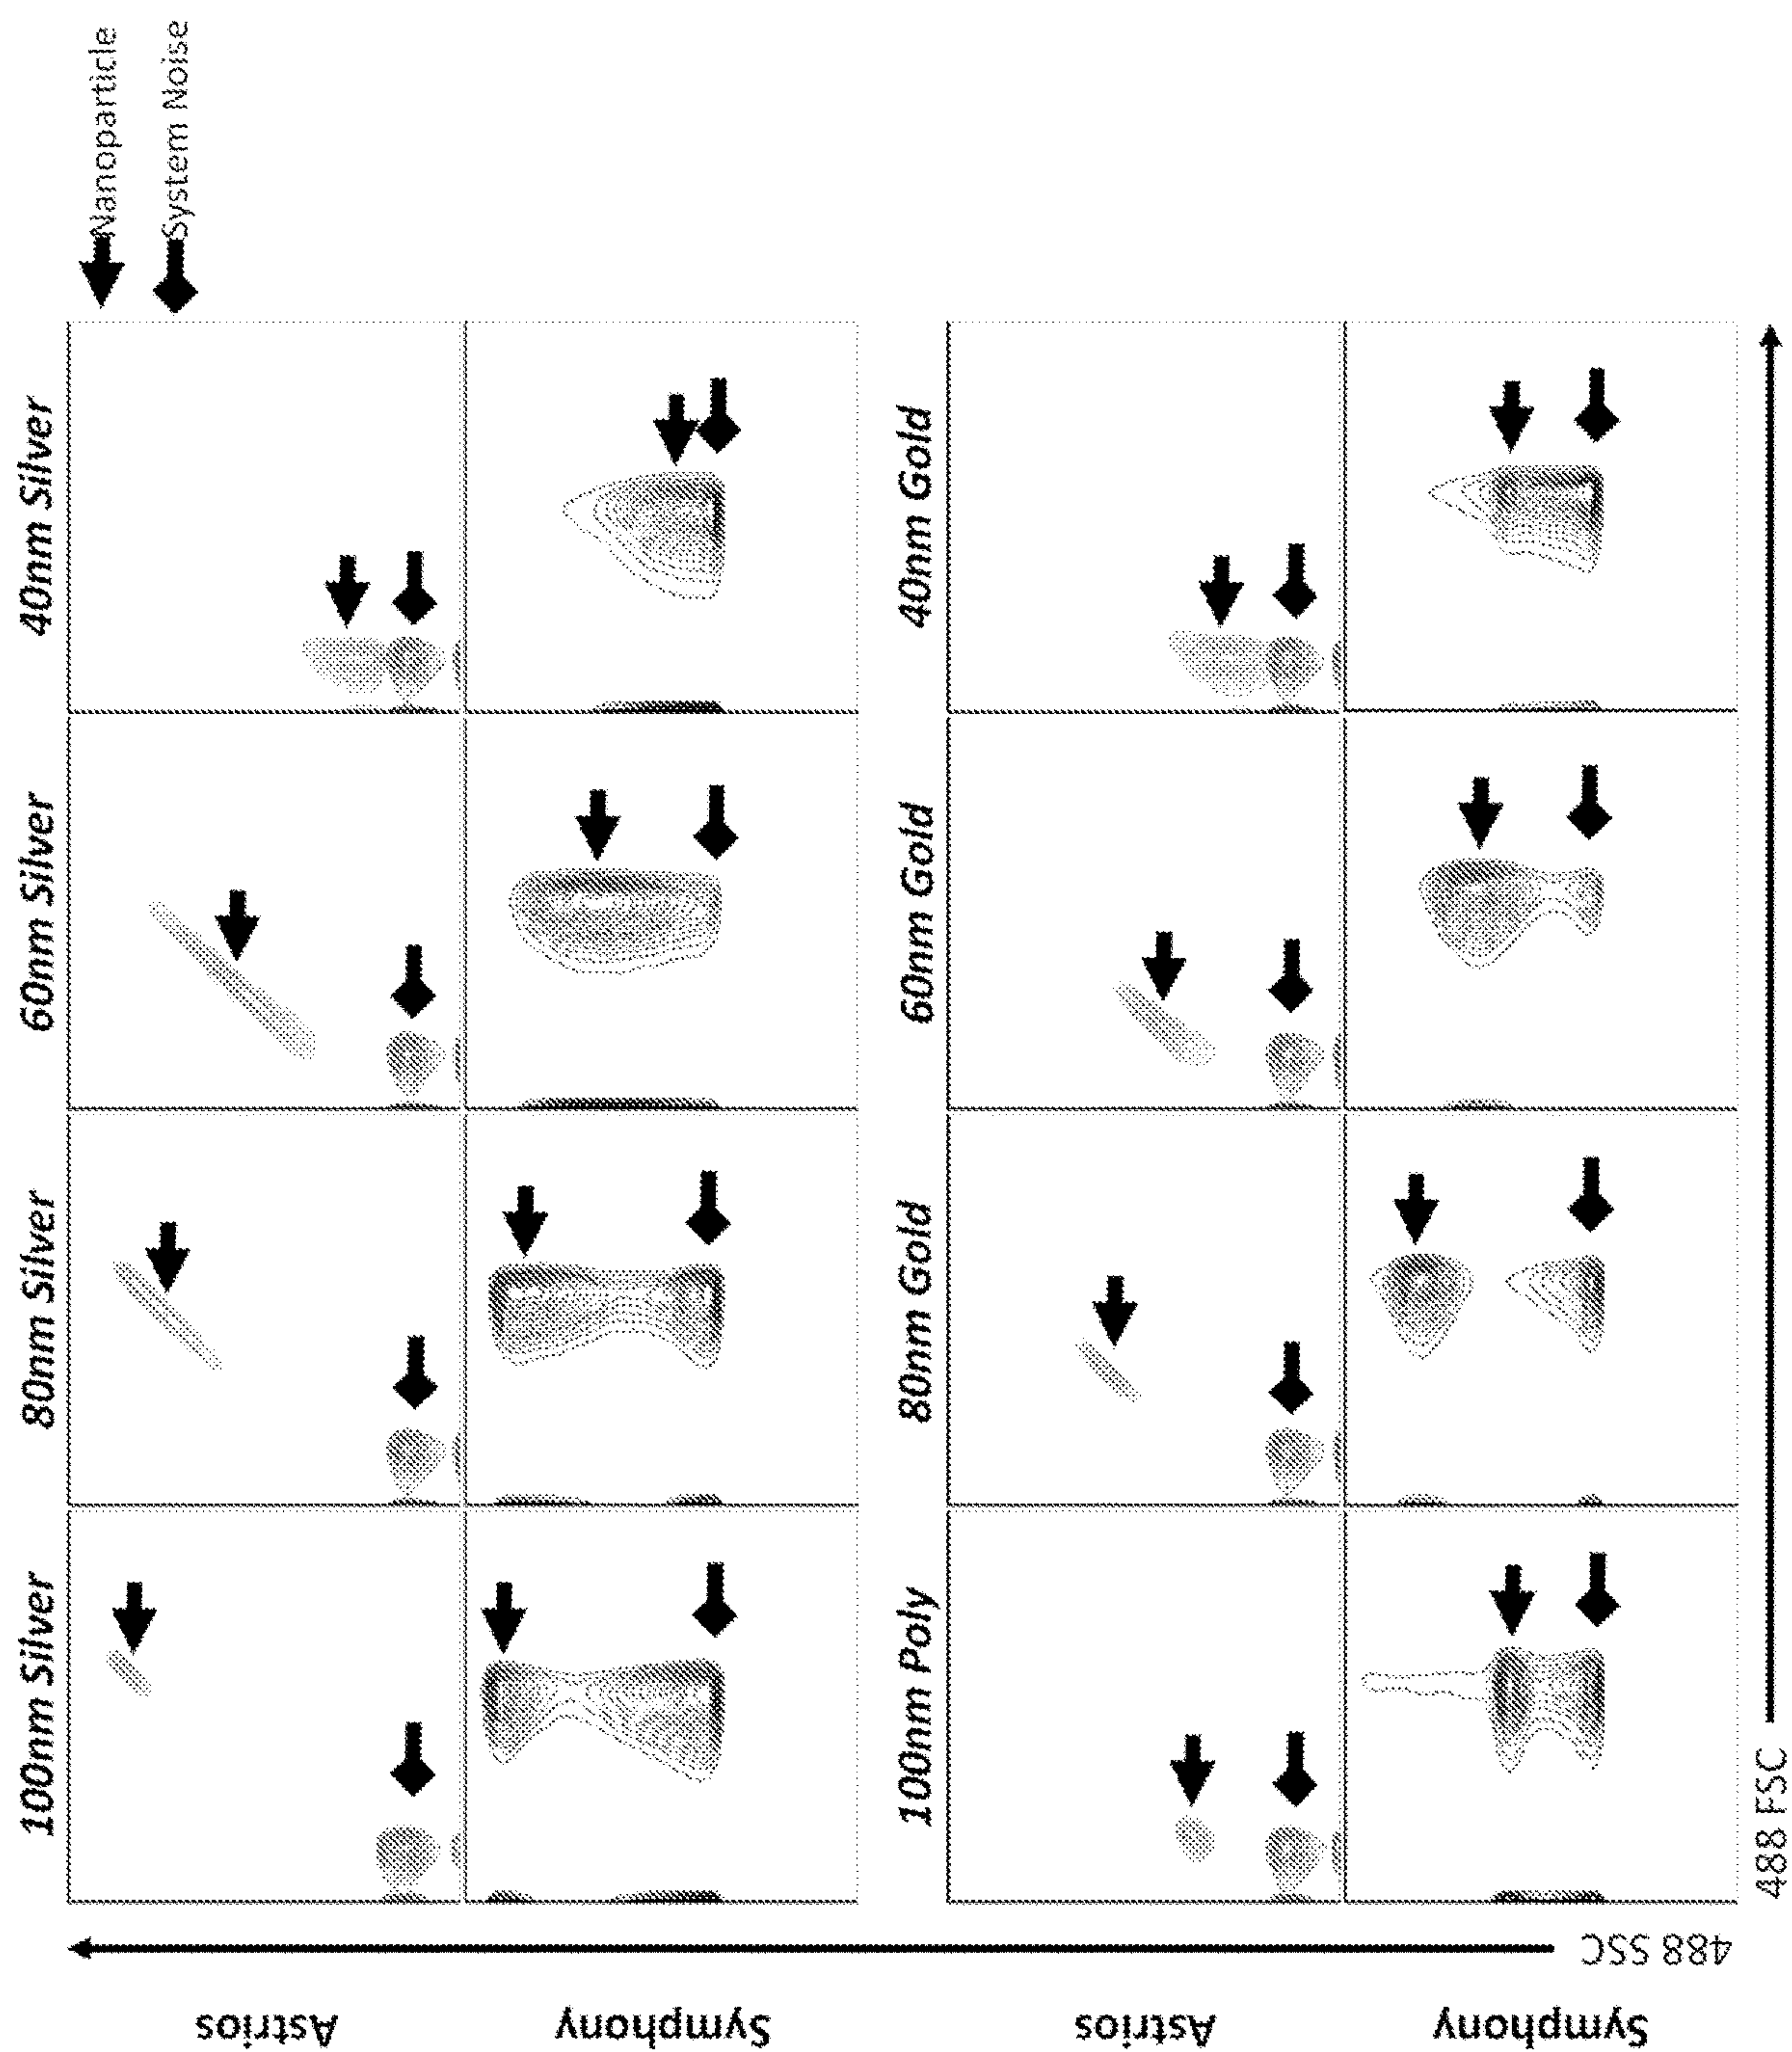 Nanoparticle
System Noise
100nm Silver
80nm Silver
60nm Silver
40nm Silver
Astrios
Symphony
100nm Poly
80nm Gold
60nm Gold
40nm Gold
Astrios
Symphony
488 SSC
488 FSC